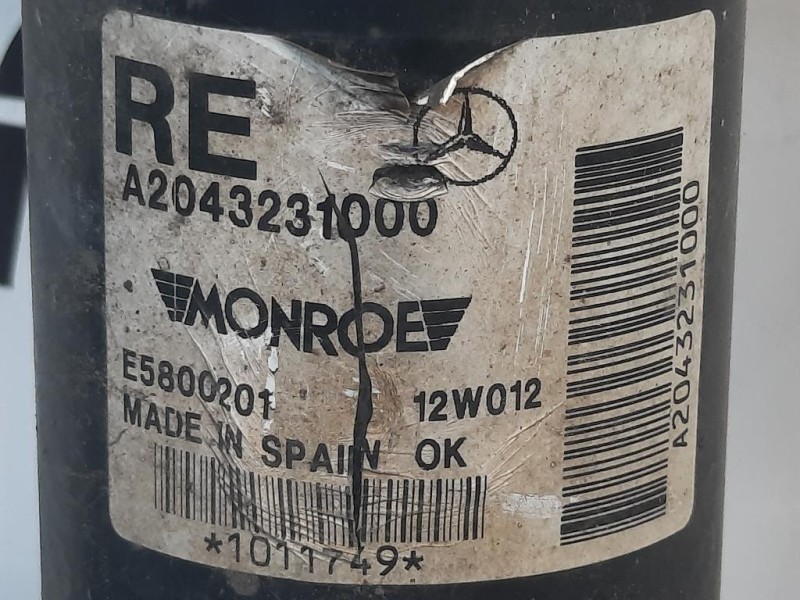 RE
A2043231000
MONROE
E5800201 12W012
MADE IN SPAIN OK
*1011749*
A2043231000